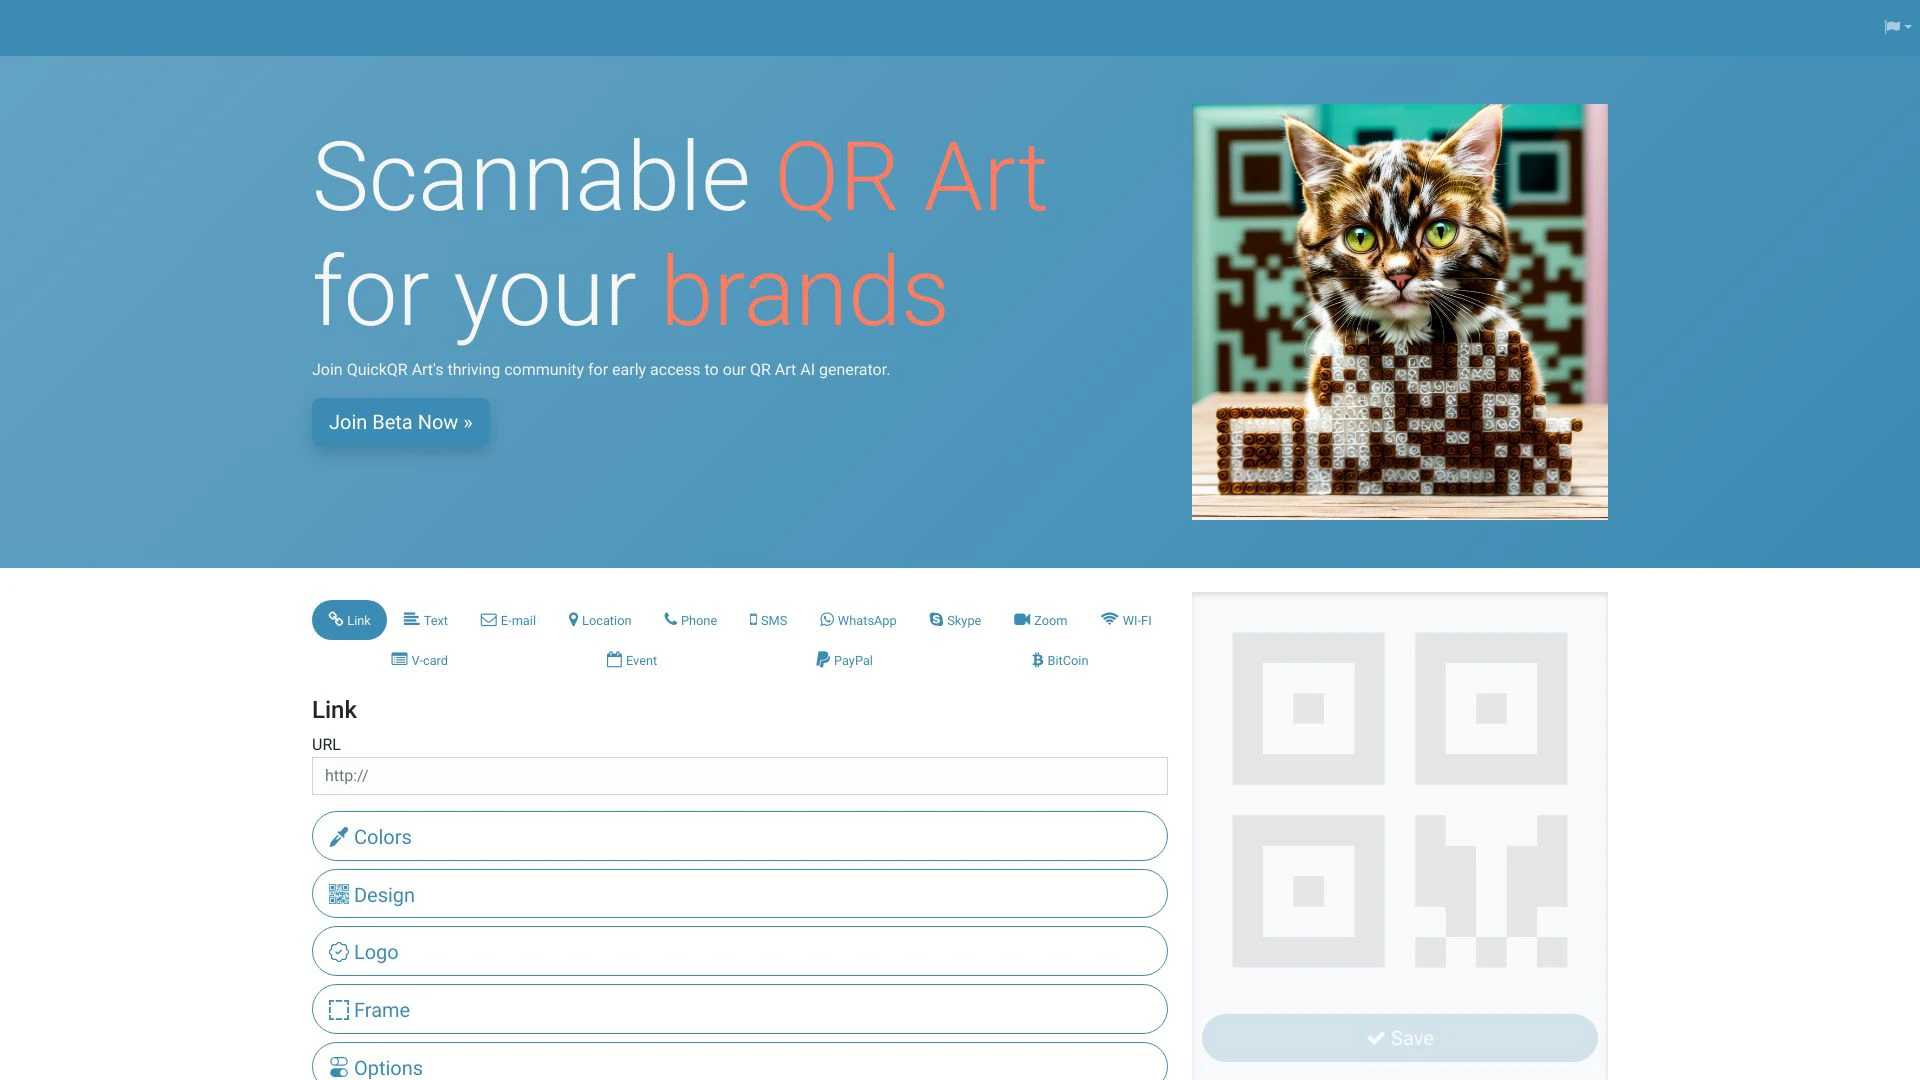 Scannable QR Art
for your brands
Join QuickQR Art's thriving community for early access to our QR Art AI generator.
Join Beta Now »
Link
Text
E-mail
Location
Phone
SMS
WhatsApp
Skype
Zoom
WI-FI
V-card
Event
PayPal
BitCoin
Link
URL
http://
Colors
Design
Logo
Frame
Options
Save